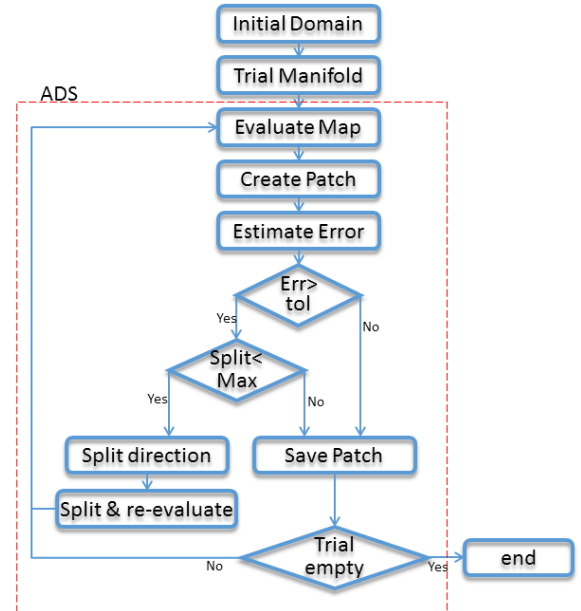 Initial Domain
Trial Manifold
ADS
Evaluate Map
Create Patch
Estimate Error
Err>
tol
Yes
No
Split<
Max
Yes
No
Split direction
Save Patch
Split & re-evaluate
Trial
empty
No
Yes
end